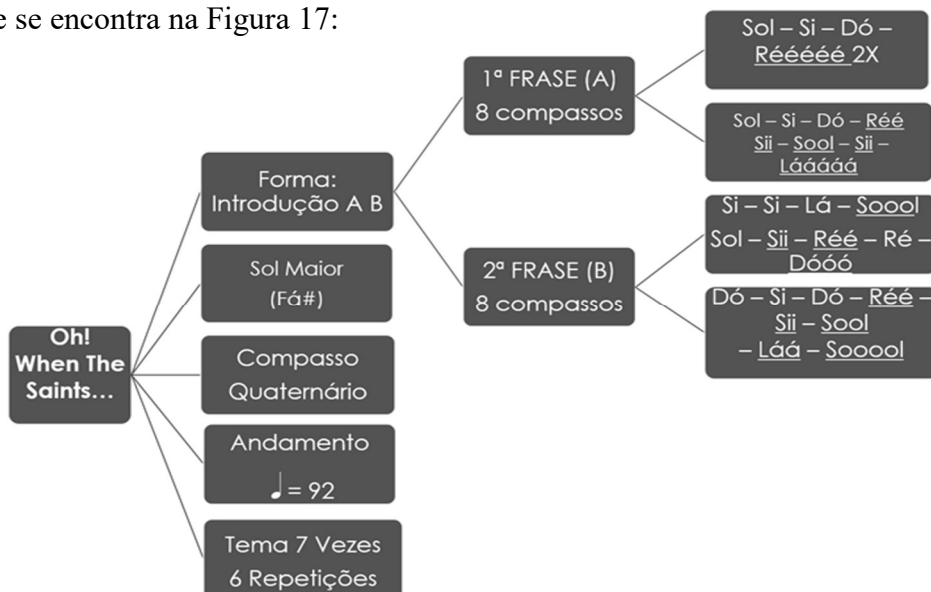 e se encontra na Figura 17:
Oh!
When The
Saints...
Forma:
Introdução A B
Sol Maior
(Fá#)
Compasso
Quaternário
Andamento
♩ = 92
Tema 7 Vezes
6 Repetições
1ª FRASE (A)
8 compassos
2ª FRASE (B)
8 compassos
Sol – Si – Dó –
Rééééé 2X
Sol – Si – Dó – Réé
Sii – Sool – Sii –
Lááááá
Si – Si – Lá – Soool
Sol – Sii – Réé – Ré –
Dóóó
Dó – Si – Dó – Réé –
Sii – Sool
– Láá – Sooool